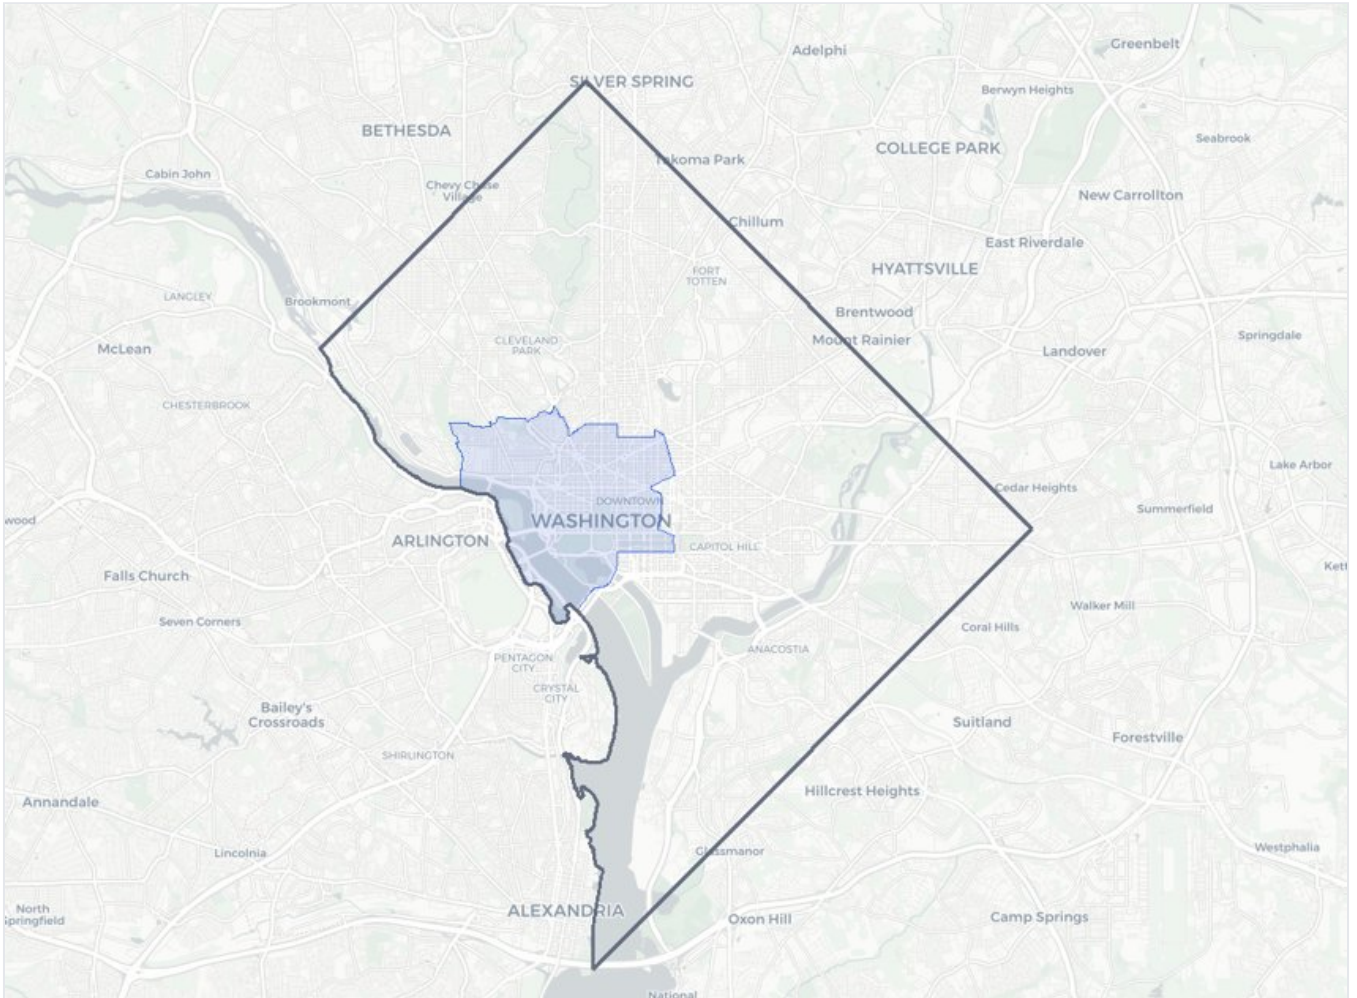 Adelphi
Greenbelt
SILVER SPRING
Berwyn Heights
BETHESDA
Seabrook
COLLEGE PARK
Takoma Park
Cabin John
Chevy Chase
Village
New Carrollton
Chillum
East Riverdale
HYATTSVILLE
FORT
TOTTEN
LANGLEY
Brookmont
Brentwood
Springdale
CLEVELAND
PARK
Mount Rainier
McLean
Landover
CHESTERBROOK
Lake Arbor
Cedar Heights
DOWNTOWN
Summerfield
wood
WASHINGTON
ARLINGTON
CAPITOL HILL
Kett
Falls Church
Walker Mill
Seven Corners
Coral Hills
ANACOSTIA
PENTAGON
CITY
CRYSTAL
CITY
Bailey's
Crossroads
Suitland
Forestville
SHIRLINGTON
Hillcrest Heights
Annandale
Lincolnia
Glassmanor
Westphalia
North
Springfield
ALEXANDRIA
Oxon Hill
Camp Springs
National